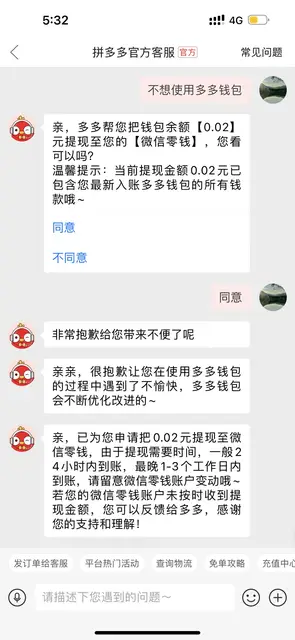 5:32
4G
拼多多官方客服 官方
常见问题
不想使用多多钱包
亲，多多帮您把钱包余额【0.02】
元提现至您的【微信零钱】，您看
可以吗?
温馨提示：当前提现金额0.02元已
包含您最新入账多多钱包的所有钱
款哦~
同意
不同意
同意
非常抱歉给您带来不便了呢
亲亲，很抱歉让您在使用多多钱包
的过程中遇到了不愉快，多多钱包
会不断优化改进的~
亲，已为您申请把0.02元提现至微
信零钱，由于提现需要时间，一般2
4小时内到账，最晚1-3个工作日内
到账，请留意微信零钱账户变动哦~
若您的微信零钱账户未按时收到提
现金额，您可以反馈给多多，感谢
您的支持和理解！
发订单给客服
平台热门活动
查询物流
免单攻略
充值中心
请描述下您遇到的问题~